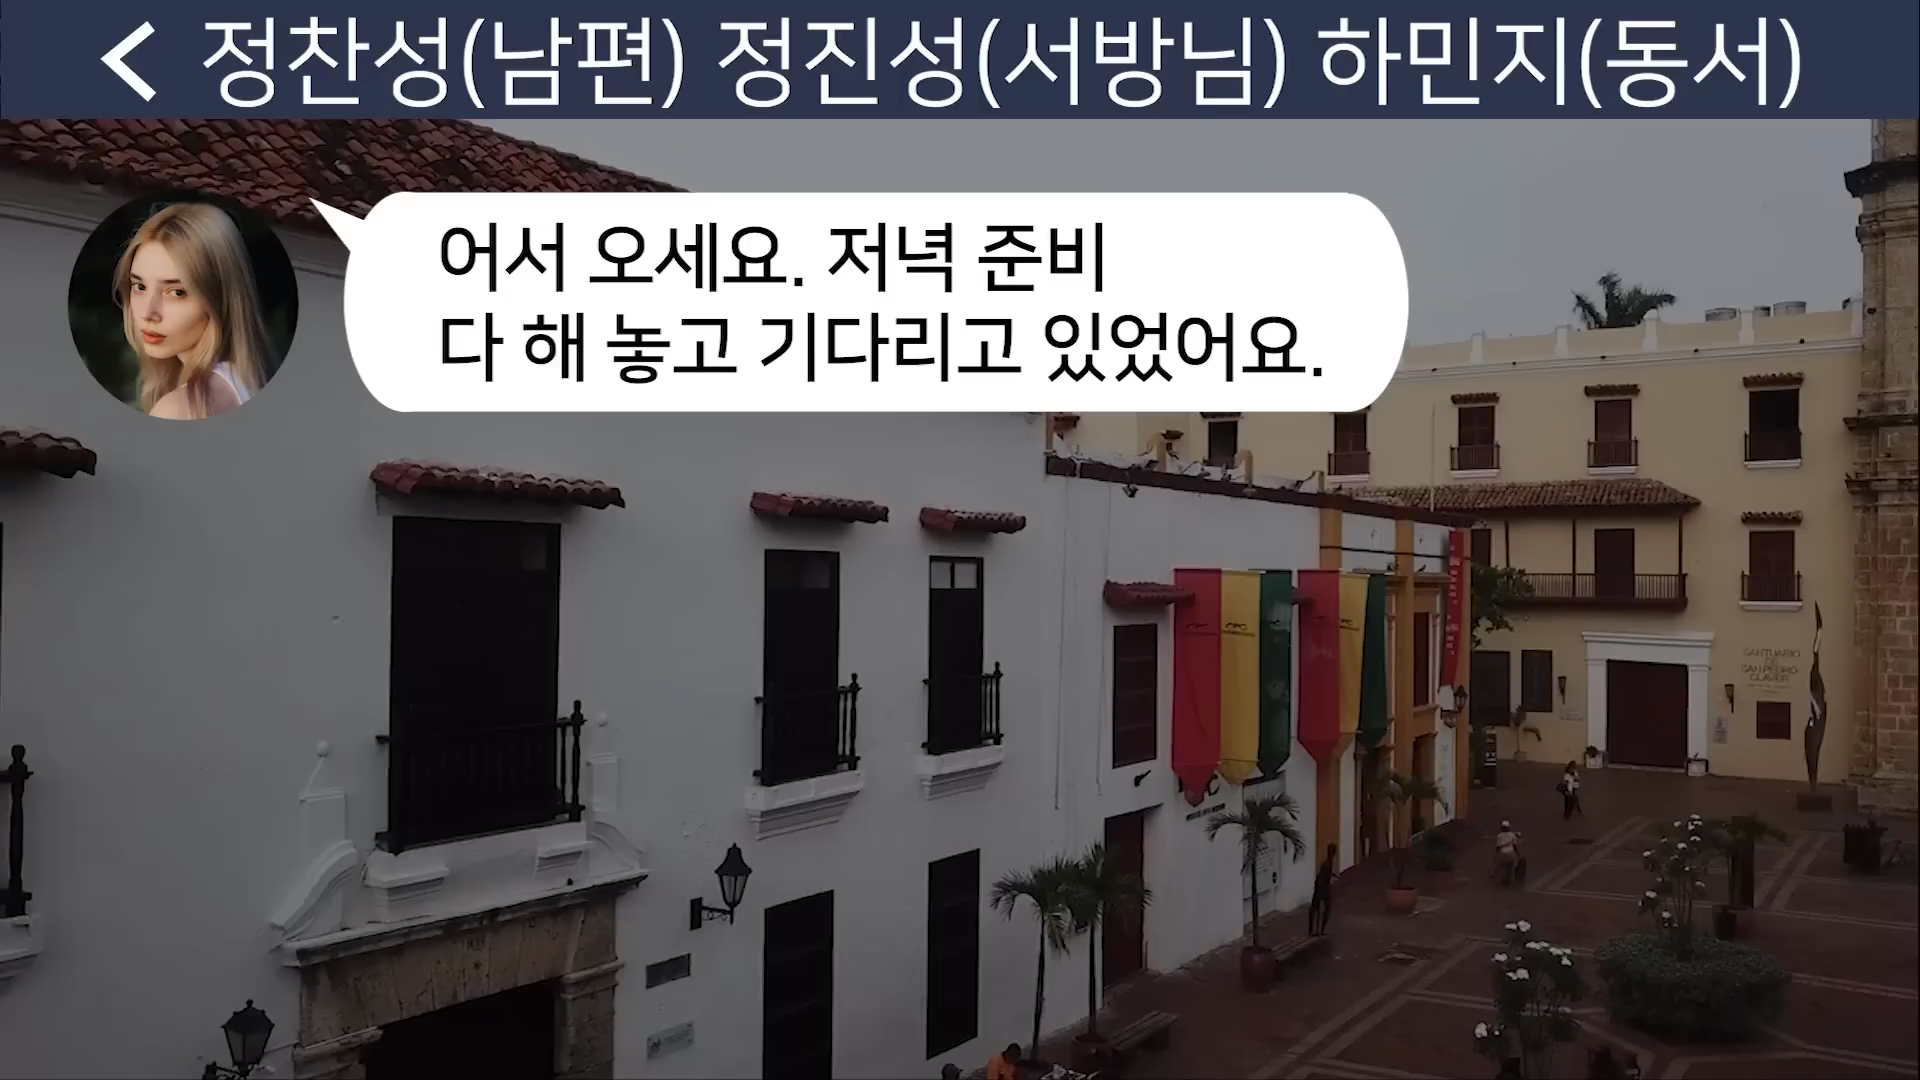 정찬성(남편) 정진성(서방님) 하민지(동서)
어서 오세요. 저녁 준비
다 해 놓고 기다리고 있었어요.
SANTUARIO
DE
SAN PEDRO
CLAVER